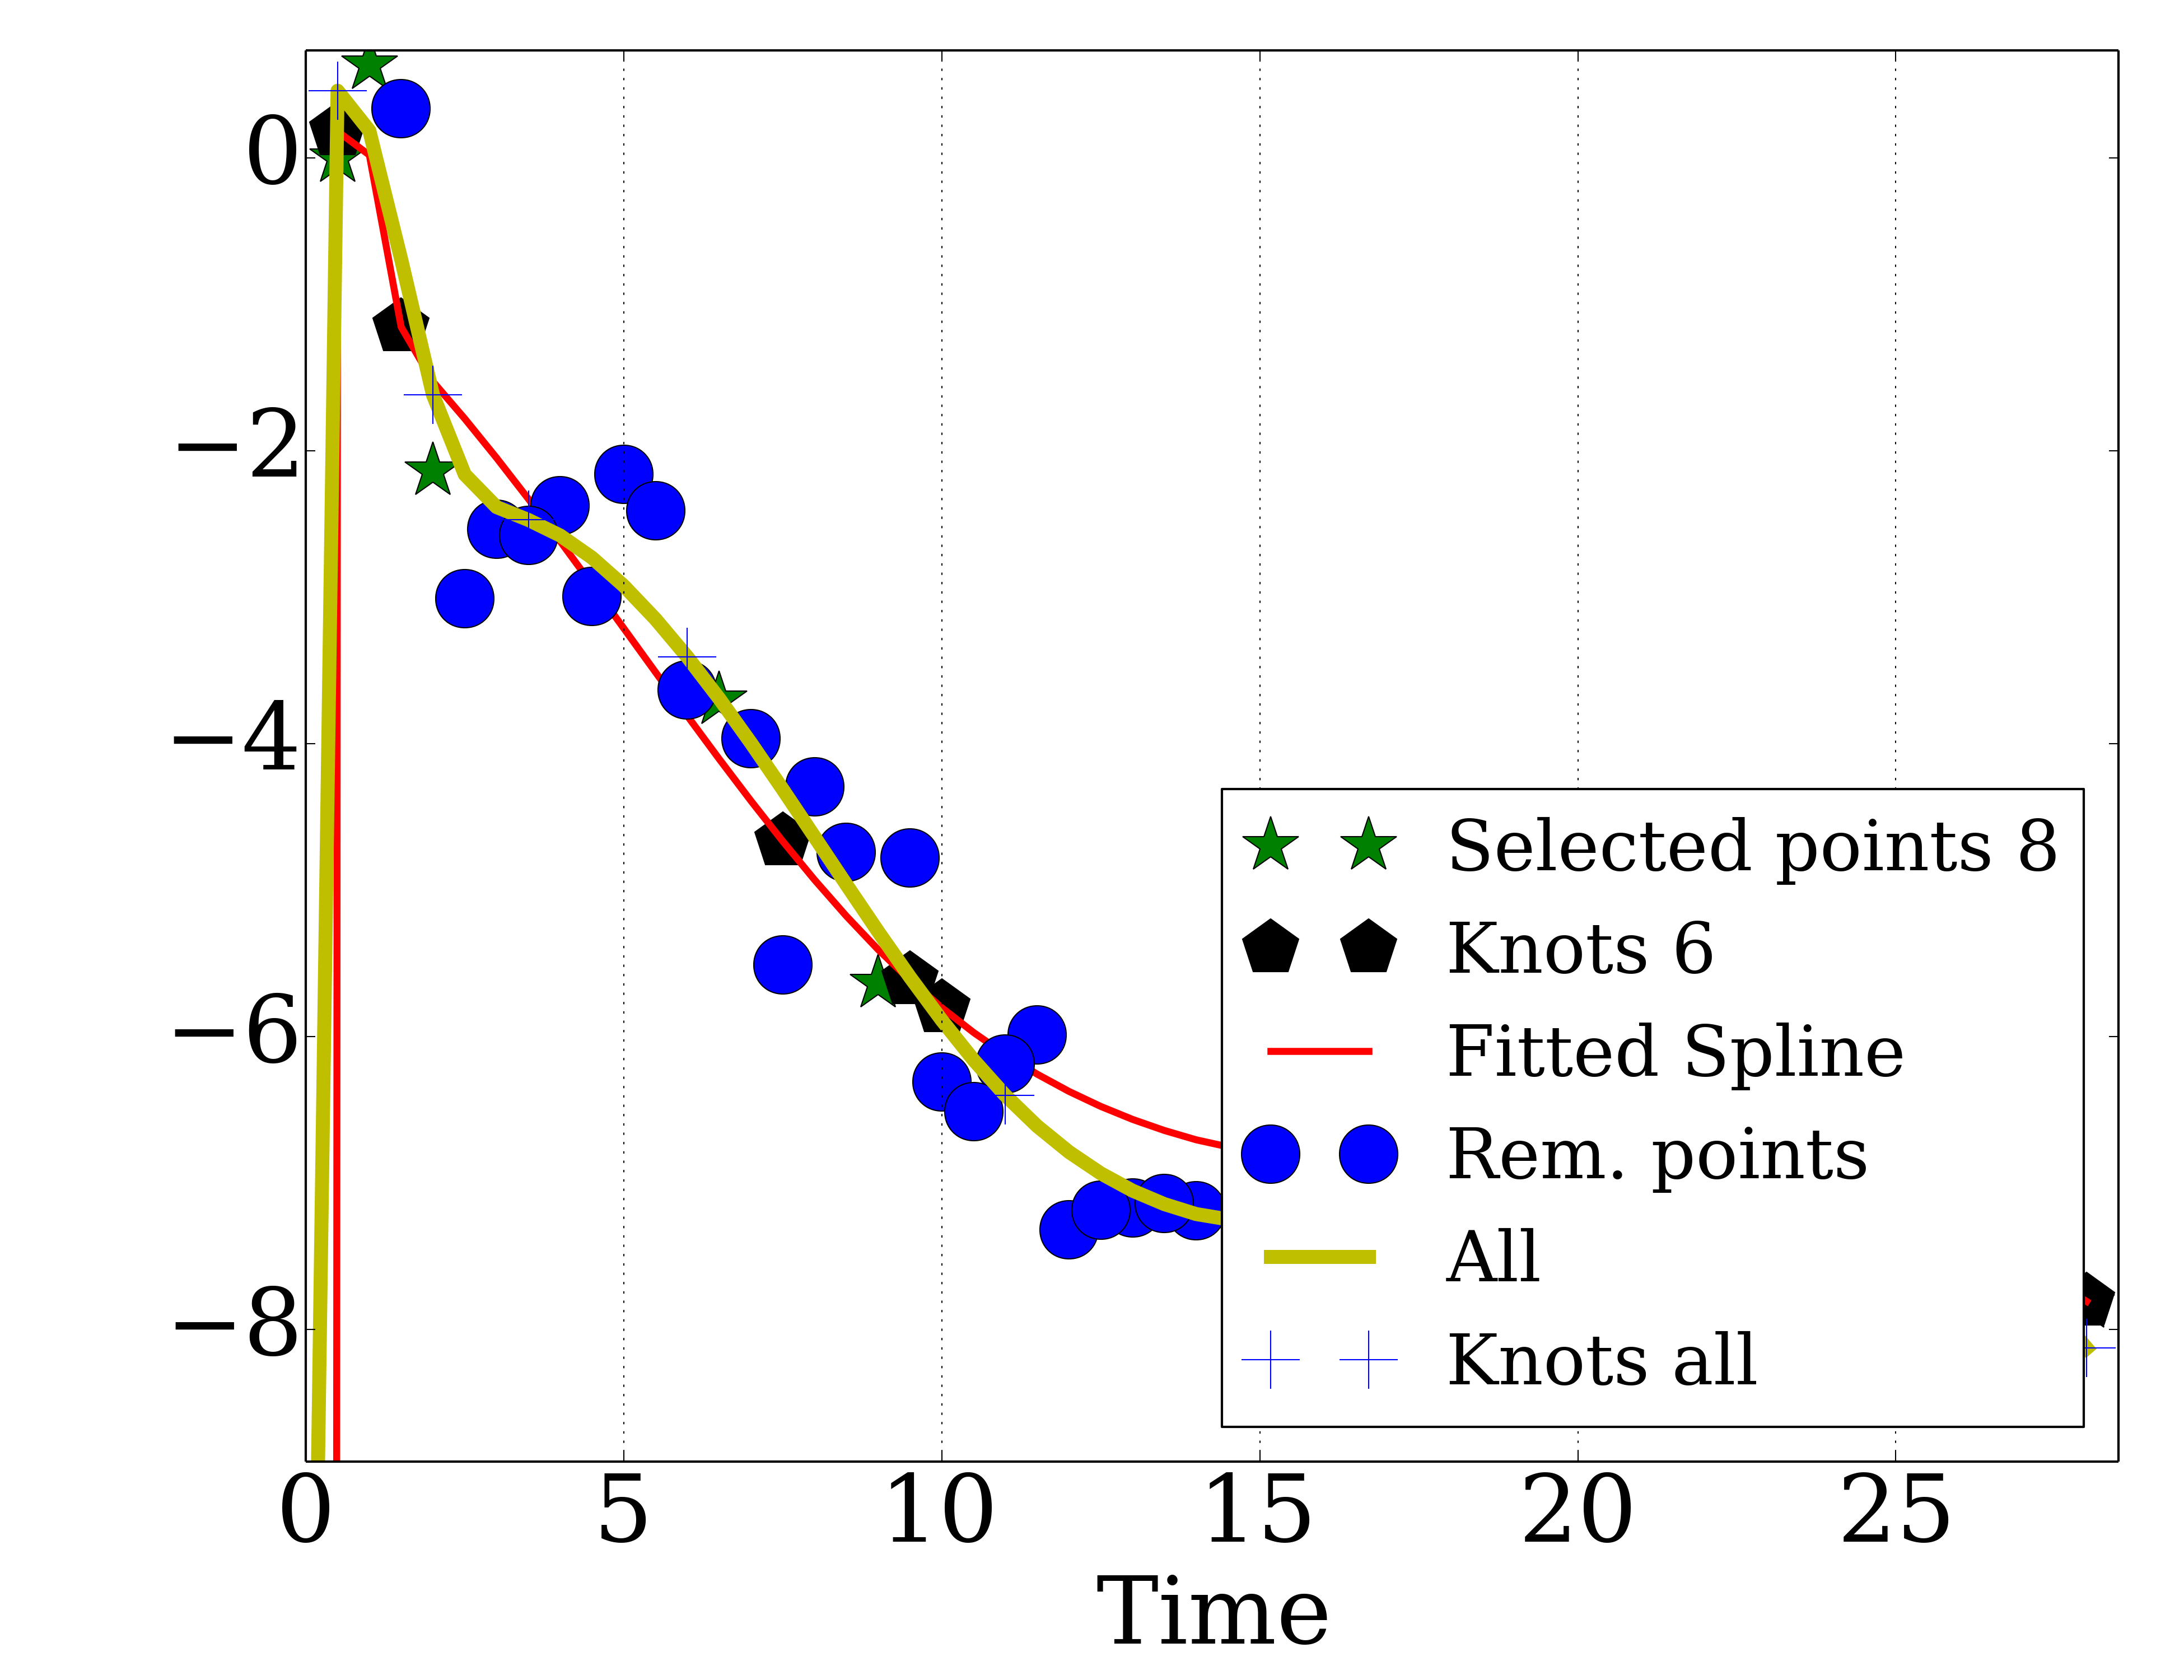 0
−2
−4
−6
−8
Selected points 8
Knots 6
Fitted Spline
Rem. points
All
Knots all
0 5 10 15 20 25
Time